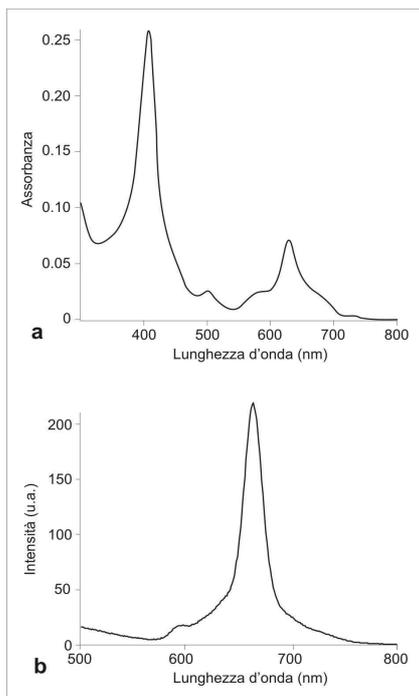 0.25
0.20
0.15
0.10
0.05
0
Assorbanza
400 500 600 700 800
a
Lunghezza d'onda (nm)
200
150
100
50
0
Intensità (u.a.)
500 600 700 800
b
Lunghezza d'onda (nm)